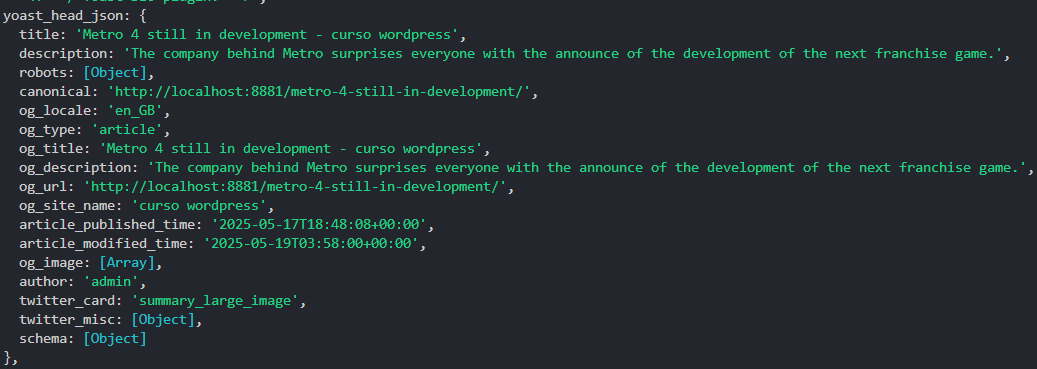 yoast_head_json: {
title: 'Metro 4 still in development - curso wordpress',
description: 'The company behind Metro surprises everyone with the announce of the development of the next franchise game.',
robots: [Object],
canonical: 'http://localhost:8881/metro-4-still-in-development/',
og_locale: 'en_GB',
og_type: 'article',
og_title: 'Metro 4 still in development - curso wordpress',
og_description: 'The company behind Metro surprises everyone with the announce of the development of the next franchise game.',
og_url: 'http://localhost:8881/metro-4-still-in-development/',
og_site_name: 'curso wordpress',
article_published_time: '2025-05-17T18:48:08+00:00',
article_modified_time: '2025-05-19T03:58:00+00:00',
og_image: [Array],
author: 'admin',
twitter_card: 'summary_large_image',
twitter_misc: [Object],
schema: [Object]
},